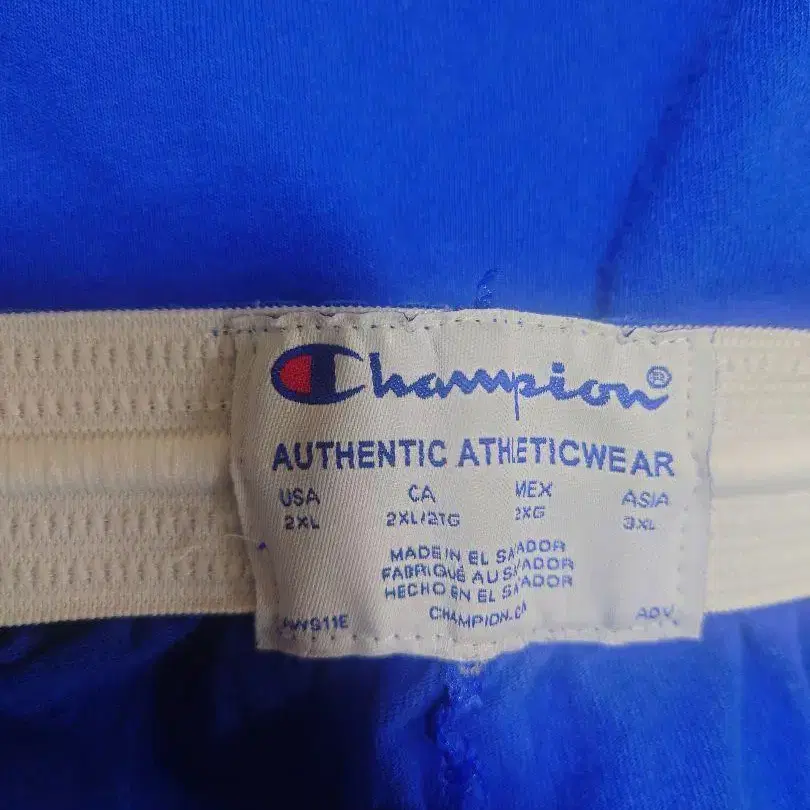 Champion®
AUTHENTIC ATHLETICWEAR
USA CA MEX ASIA
2XL 2XL/2TG 2XG 3XL
MADE IN EL SALVADOR
FABRIQUÉ AU SALVADOR
HECHO EN EL SALVADOR
CHAMPION.CA